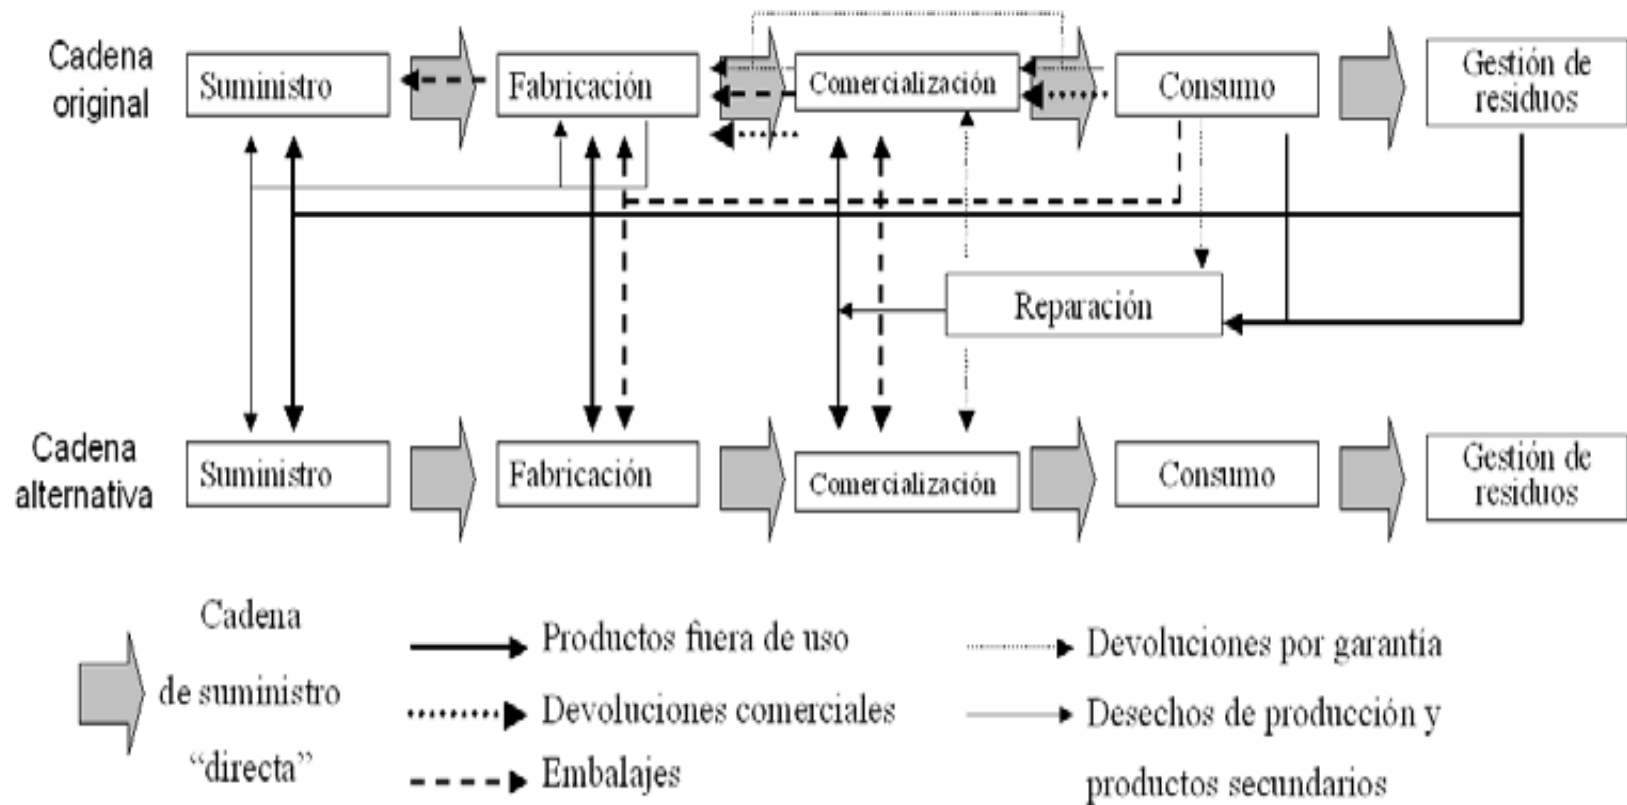 Cadena
original
Suministro
Fabricación
Comercialización
Consumo
Gestión de
residuos
Reparación
Cadena
alternativa
Suministro
Fabricación
Comercialización
Consumo
Gestión de
residuos
Cadena
de suministro
“directa”
Productos fuera de uso
Devoluciones comerciales
Embalajes
Devoluciones por garantía
Desechos de producción y
productos secundarios